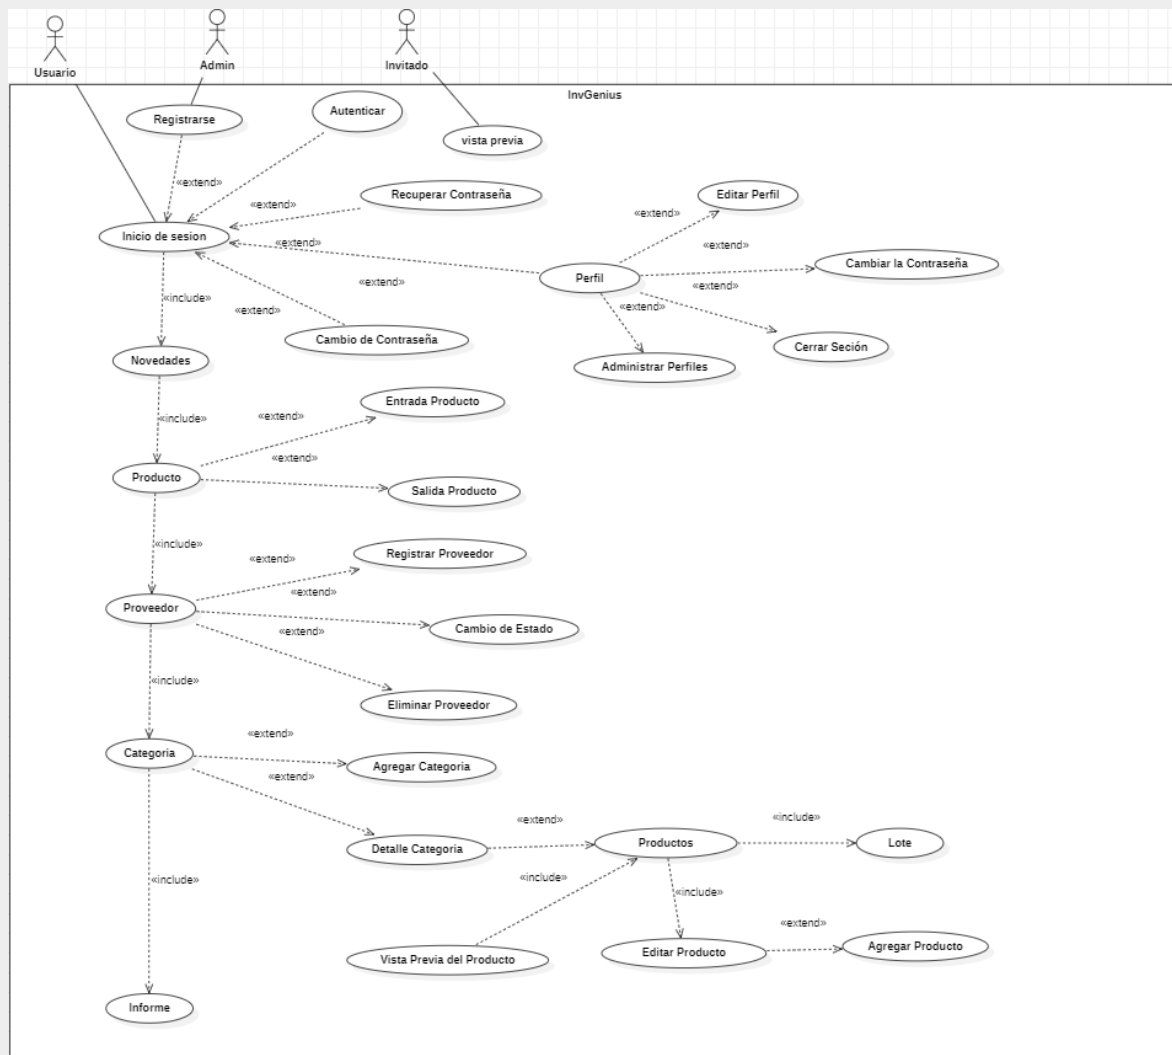 Usuario
Admin
Invitado
InvGenius
Registrarse
Autenticar
vista previa
«extend»
Recuperar Contraseña
Editar Perfil
«extend»
«extend»
Inicio de sesion
«extend»
«extend»
Cambiar la Contraseña
Perfil
«extend»
«extend»
«include»
«extend»
«extend»
Cambio de Contraseña
Cerrar Seción
Novedades
Administrar Perfiles
Entrada Producto
«include»
«extend»
«extend»
Producto
Salida Producto
«include»
Registrar Proveedor
«extend»
«extend»
Proveedor
Cambio de Estado
«extend»
«include»
Eliminar Proveedor
«extend»
Categoria
Agregar Categoria
«extend»
«extend»
«include»
Detalle Categoria
Productos
Lote
«include»
«include»
«include»
«extend»
Vista Previa del Producto
Editar Producto
Agregar Producto
Informe